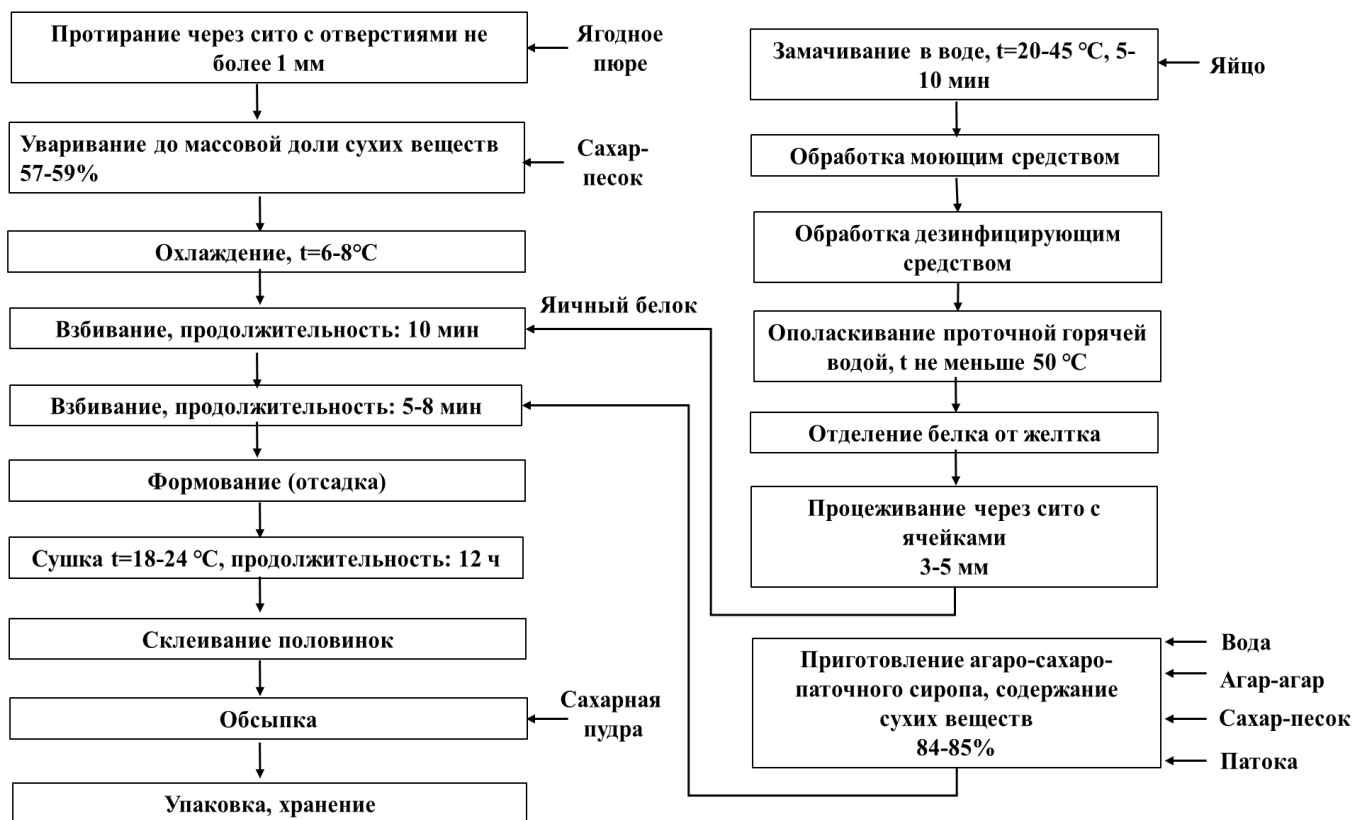 Протирание через сито с отверстиями не
более 1 мм
Ягодное
пюре
Уваривание до массовой доли сухих веществ
57-59%
Сахар-
песок
Охлаждение, t=6-8℃
Взбивание, продолжительность: 10 мин
Яичный белок
Взбивание, продолжительность: 5-8 мин
Формование (отсадка)
Сушка t=18-24 ℃, продолжительность: 12 ч
Склеивание половинок
Обсыпка
Сахарная
пудра
Упаковка, хранение
Замачивание в воде, t=20-45 ℃, 5-
10 мин
Яйцо
Обработка моющим средством
Обработка дезинфицирующим
средством
Ополаскивание проточной горячей
водой, t не меньше 50 ℃
Отделение белка от желтка
Процеживание через сито с
ячейками
3-5 мм
Приготовление агаро-сахаро-
паточного сиропа, содержание
сухих веществ
84-85%
Вода
Агар-агар
Сахар-песок
Патока